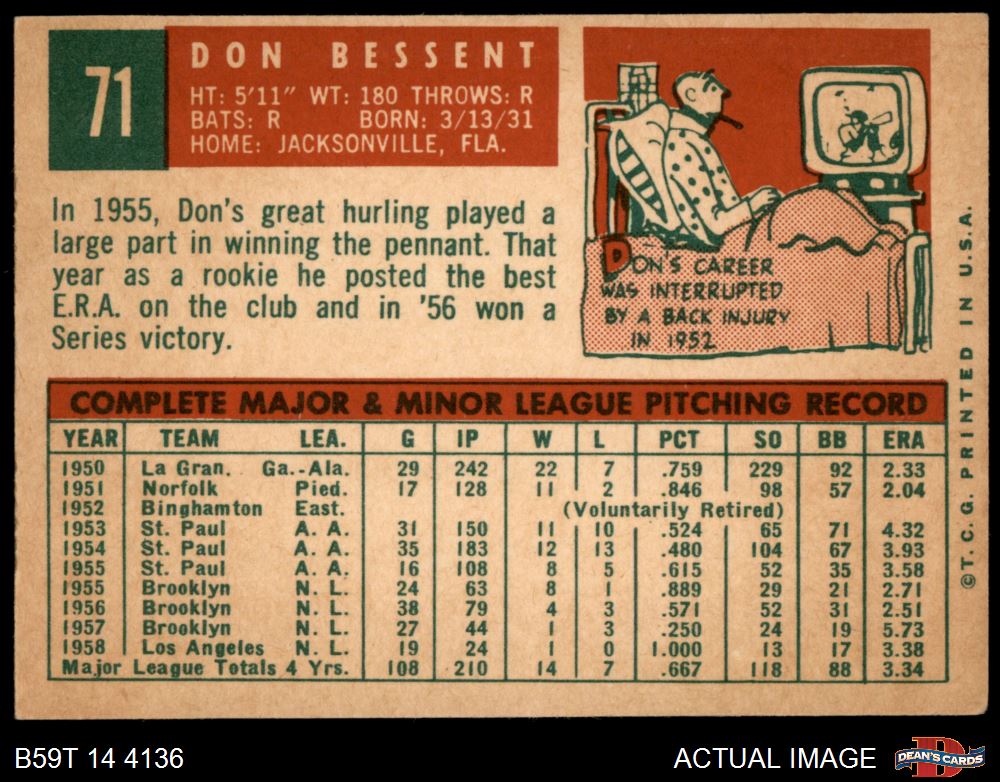 71
DON BESSENT
HT: 5'11" WT: 180 THROWS: R
BATS: R BORN: 3/13/31
HOME: JACKSONVILLE, FLA.
In 1955, Don's great hurling played a
large part in winning the pennant. That
year as a rookie he posted the best
E.R.A. on the club and in '56 won a
Series victory.
DON'S CAREER
WAS INTERRUPTED
BY A BACK INJURY
IN 1952
©T.C.G. PRINTED IN U.S.A.
COMPLETE MAJOR & MINOR LEAGUE PITCHING RECORD
YEAR TEAM LEA. G IP W L PCT SO BB ERA
1950 La Gran. Ga.-Ala. 29 242 22 7 .759 229 92 2.33
1951 Norfolk Pied. 17 128 11 2 .846 98 57 2.04
1952 Binghamton East. (Voluntarily Retired)
1953 St. Paul A. A. 31 150 11 10 .524 65 71 4.32
1954 St. Paul A. A. 35 183 12 13 .480 104 67 3.93
1955 St. Paul A. A. 16 108 8 5 .615 52 35 3.58
1955 Brooklyn N. L. 24 63 8 1 .889 29 21 2.71
1956 Brooklyn N. L. 38 79 4 3 .571 52 31 2.51
1957 Brooklyn N. L. 27 44 1 3 .250 24 19 5.73
1958 Los Angeles N. L. 19 24 1 0 1.000 13 17 3.38
Major League Totals 4 Yrs. 108 210 14 7 .667 118 88 3.34
B59T 14 4136
ACTUAL IMAGE
DEAN'S CARDS